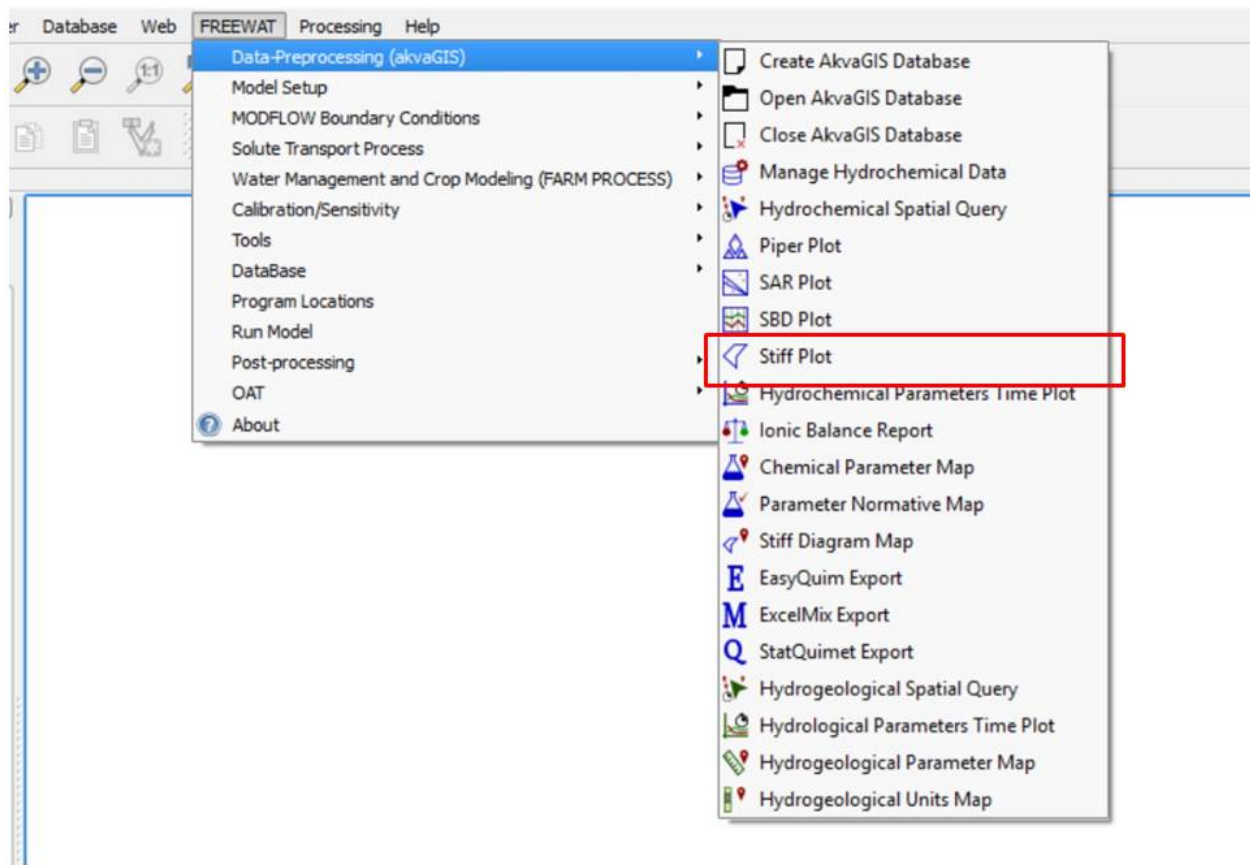 Database Web FREEWAT Processing Help
1:1
Data-Preprocessing (akvaGIS)
Model Setup
MODFLOW Boundary Conditions
Solute Transport Process
Water Management and Crop Modeling (FARM PROCESS)
Calibration/Sensitivity
Tools
DataBase
Program Locations
Run Model
Post-processing
OAT
About
Create AkvaGIS Database
Open AkvaGIS Database
Close AkvaGIS Database
Manage Hydrochemical Data
Hydrochemical Spatial Query
Piper Plot
SAR Plot
SBD Plot
Stiff Plot
Hydrochemical Parameters Time Plot
Ionic Balance Report
Chemical Parameter Map
Parameter Normative Map
Stiff Diagram Map
E EasyQuim Export
M ExcelMix Export
Q StatQuimet Export
Hydrogeological Spatial Query
Hydrological Parameters Time Plot
Hydrogeological Parameter Map
Hydrogeological Units Map